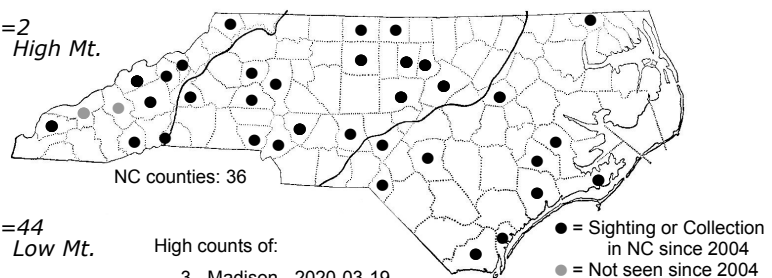 =2
High Mt.
NC counties: 36
=44
Low Mt.
High counts of:
3 - Madison - 2020-03-19
= Sighting or Collection
in NC since 2004
= Not seen since 2004